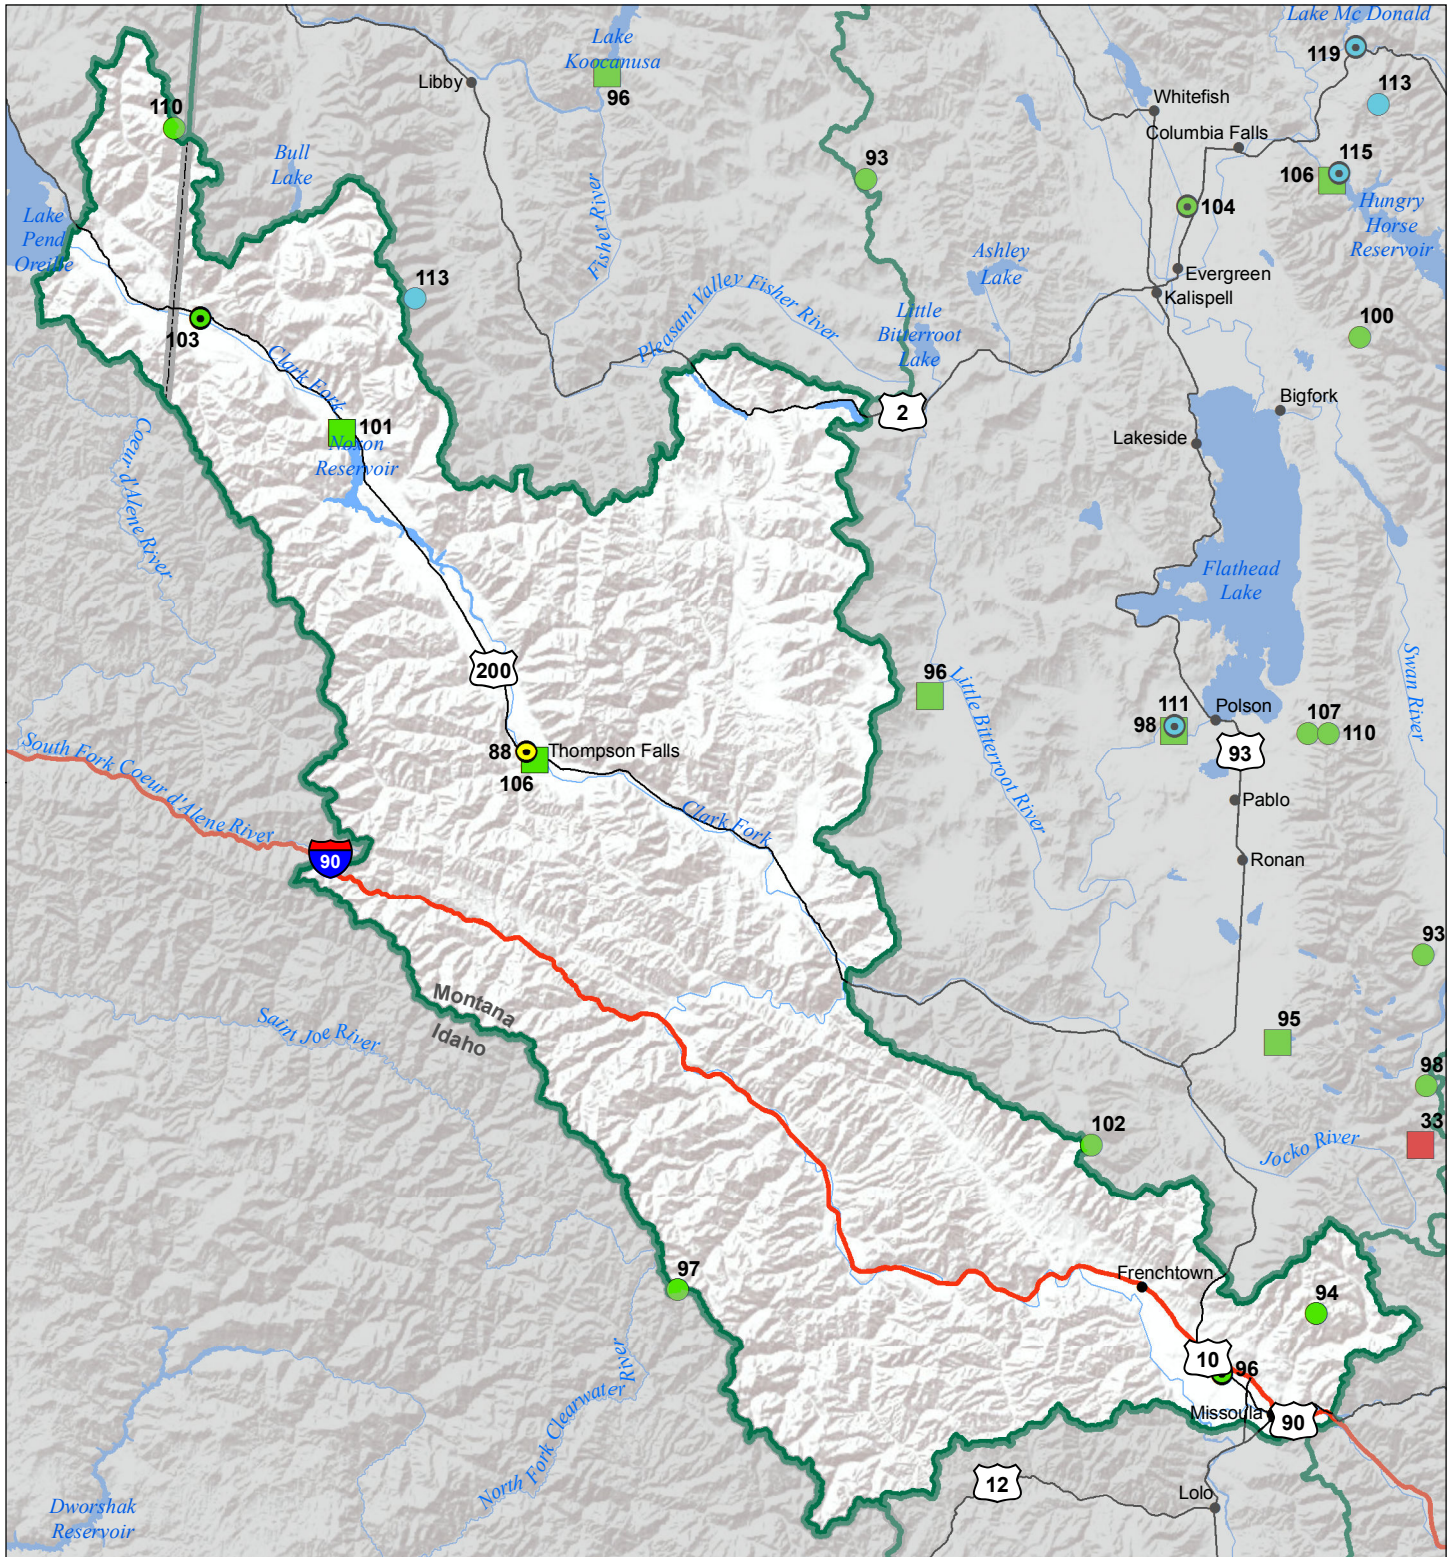 Lake Mc Donald
119
Lake
Koocanusa
96
Libby
113
Whitefish
Columbia Falls
110
Bull
Lake
93
115
106
Hungry
Horse
Reservoir
104
Lake
Pend
Oreille
Fisher River
Ashley
Lake
Evergreen
Kalispell
113
Pleasant Valley Fisher River
Little
Bitterroot
Lake
100
103
Clark Fork
2
Bigfork
Lakeside
101
Noxon
Reservoir
Coeur d'Alene River
Flathead
Lake
200
96
Little Bitterroot River
Swan River
111
98
Polson
107
110
93
88
Thompson Falls
106
South Fork Coeur d'Alene River
Clark Fork
Pablo
90
Ronan
93
Montana
Idaho
Saint Joe River
95
98
33
102
Jocko River
97
Frenchtown
94
10
96
Missoula
90
North Fork Clearwater River
12
Lolo
Dworshak
Reservoir